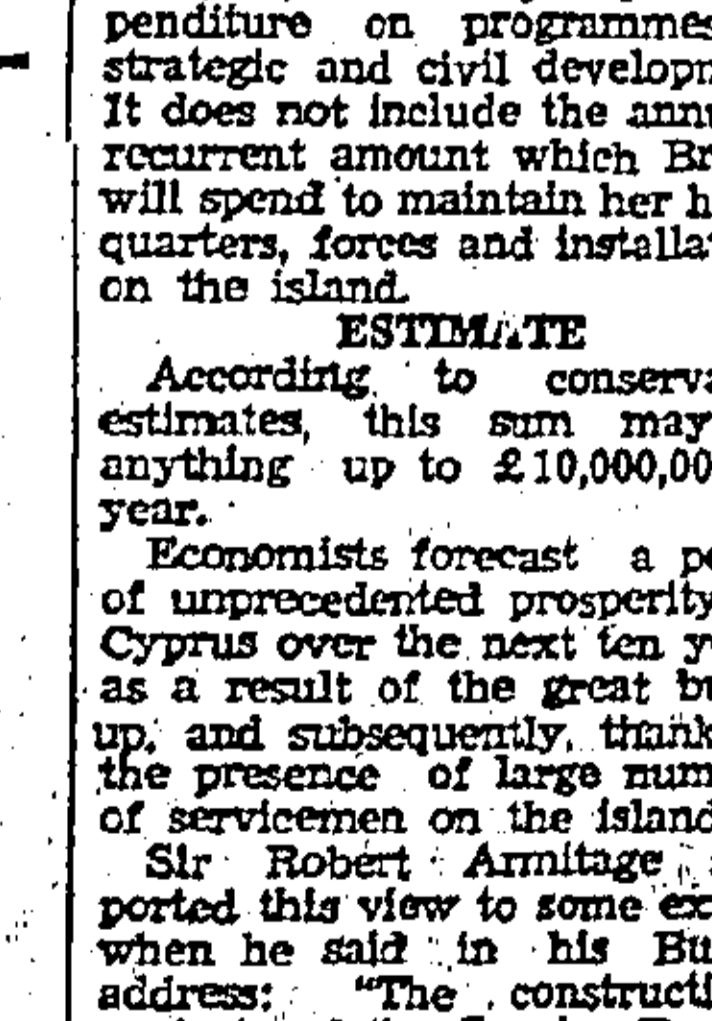 penditure on programmes
strategic and civil developn
It does not include the annu
recurrent amount which Br
will spend to maintain her h
quarters, forces and installat
on the island.
ESTIMATE
According to conserva
estimates, this sum may
anything up to £10,000,00
year.
Economists forecast a pe
of unprecedented prosperity
Cyprus over the next ten y
as a result of the great bu
up, and subsequently, thank
the presence of large num
of servicemen on the island
Sir Robert Armitage
ported this view to some ex
when he said in his Bu
address: "The constructi